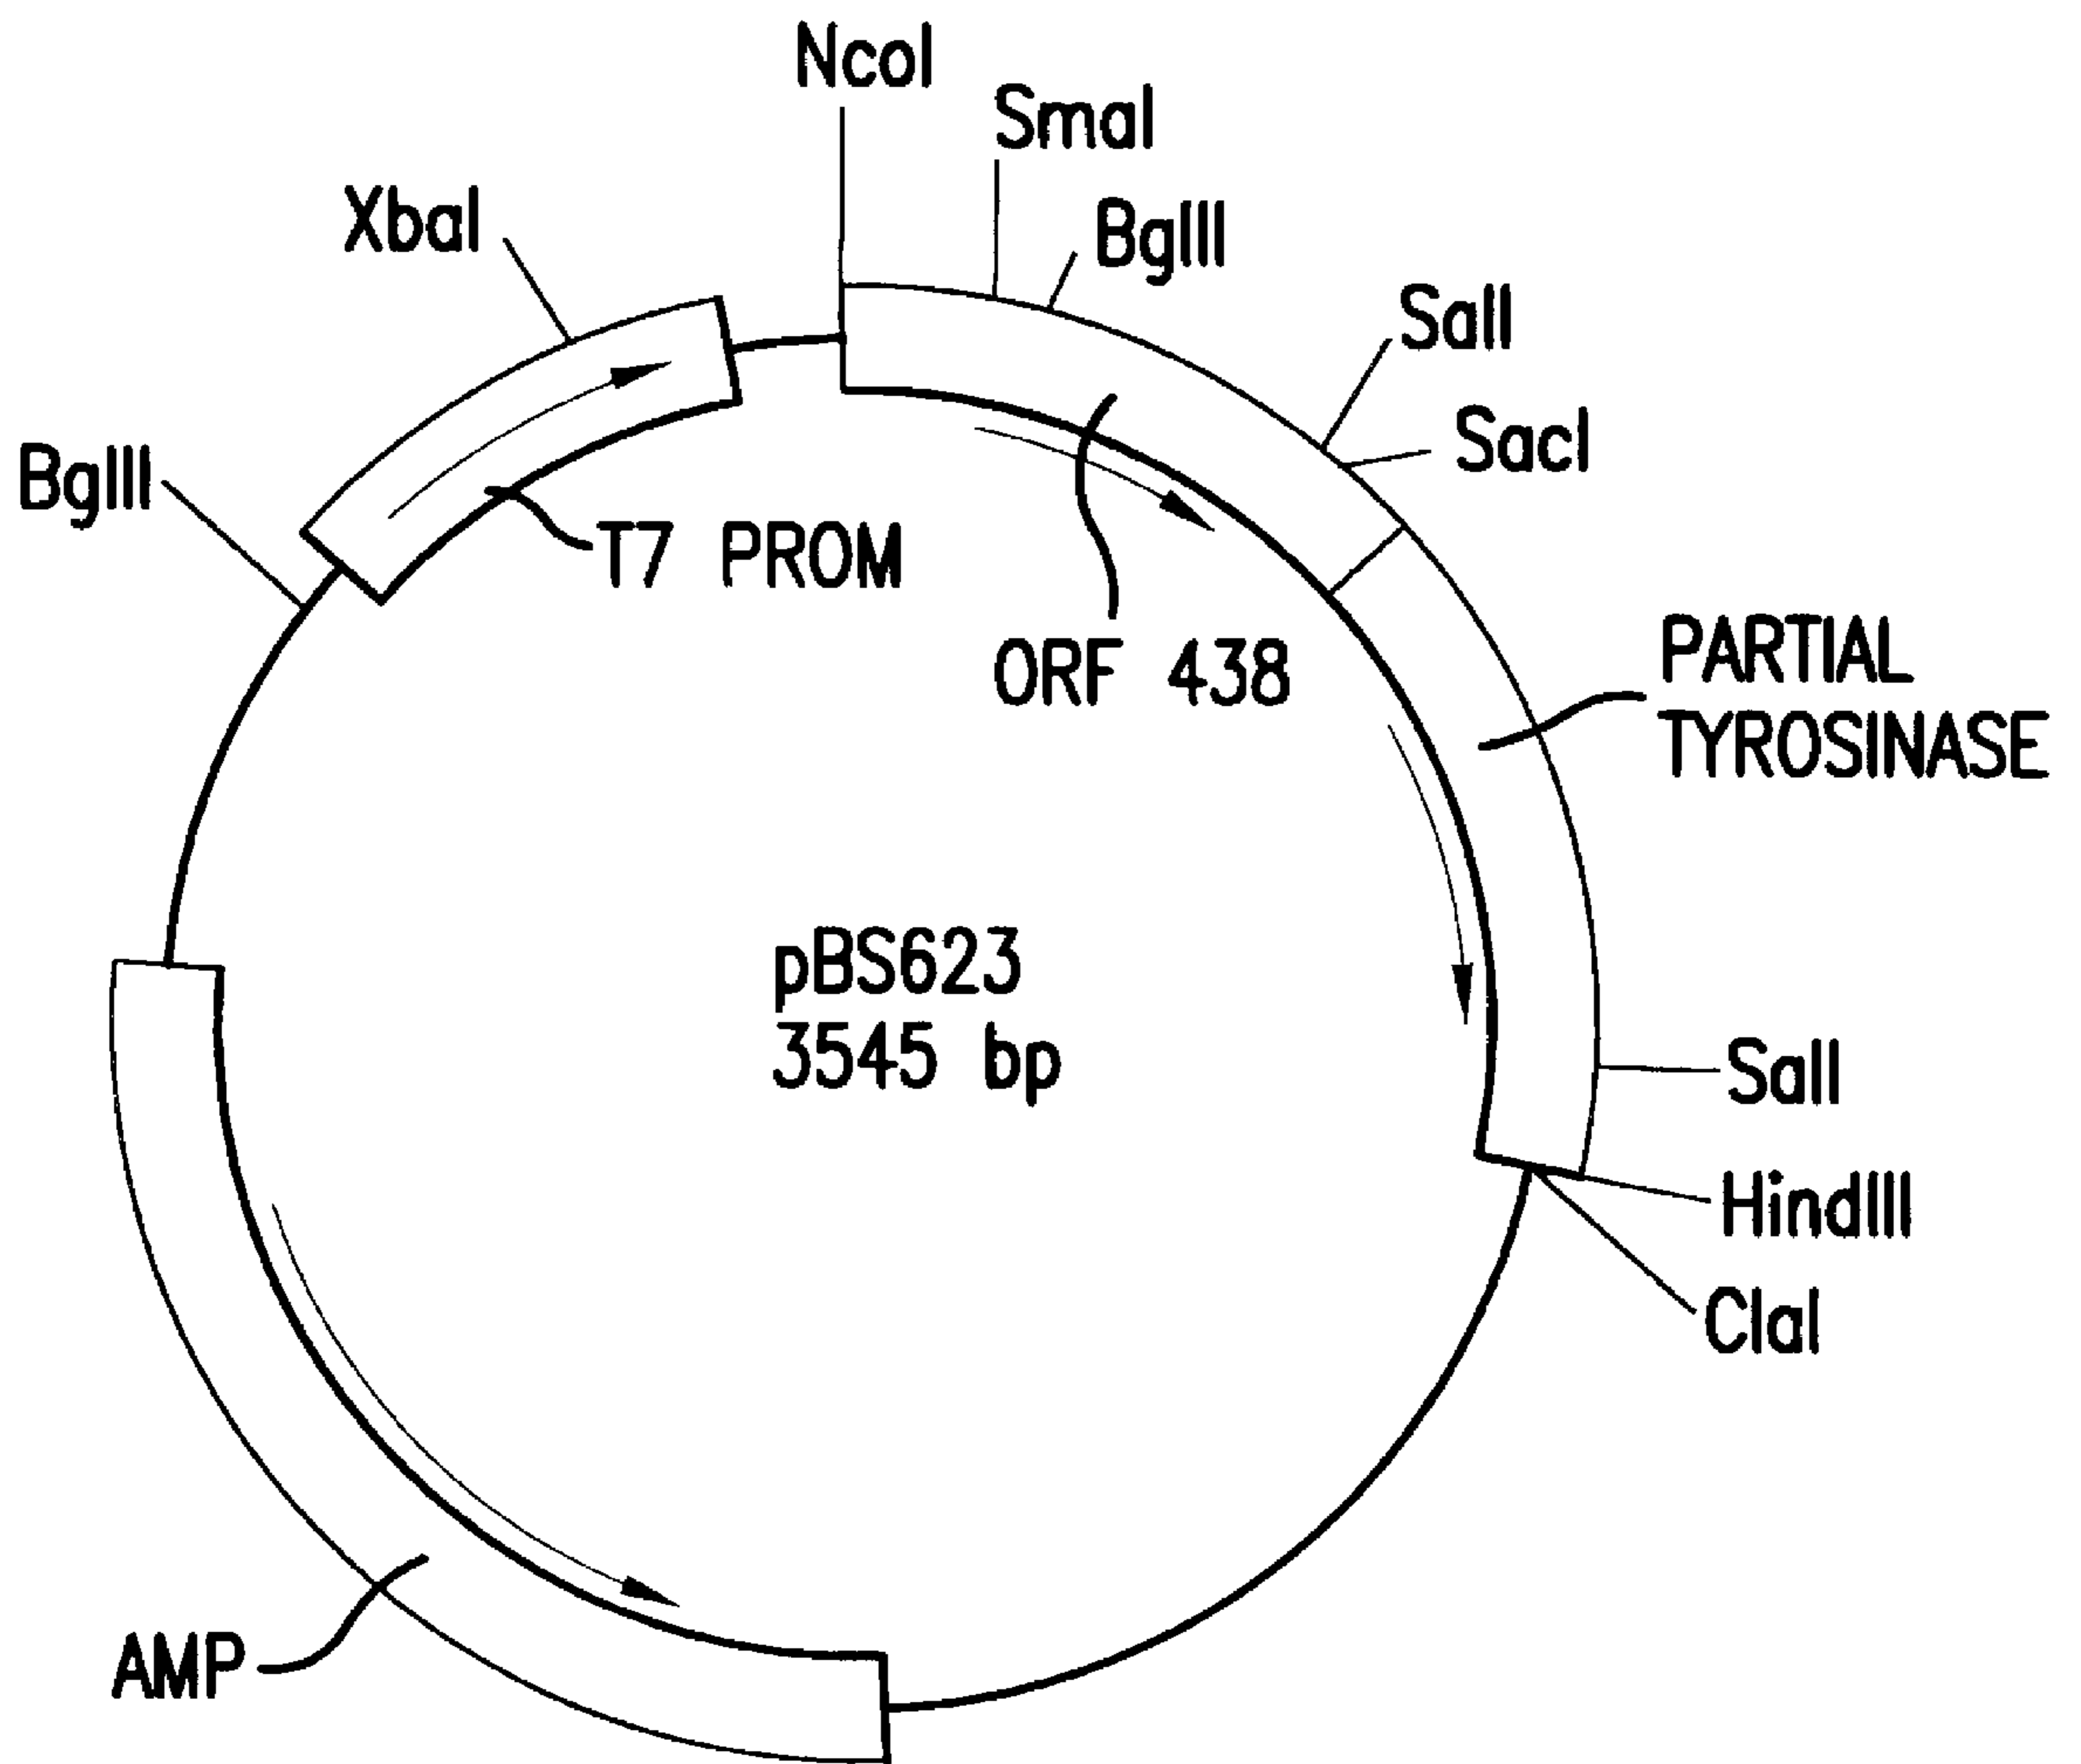 NcoI
SmaI
XbaI
BglII
SalI
SacI
BglII
T7 PROM
ORF 438
PARTIAL
TYROSINASE
pBS623
3545 bp
SalI
HindIII
ClaI
AMP